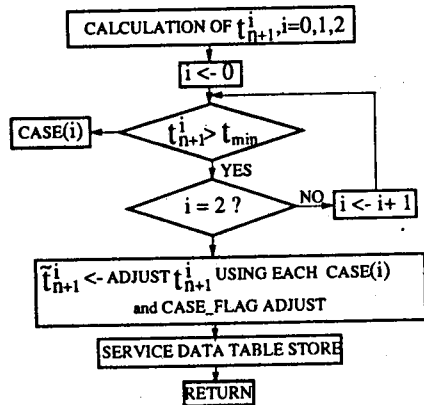 CALCULATION OF t^i_{n+1}, i=0,1,2
i <- 0
CASE(i)
t^i_{n+1} > t_min
YES
i = 2 ?
NO
i <- i + 1
t̃^i_{n+1} <- ADJUST t^i_{n+1} USING EACH CASE(i)
and CASE_FLAG ADJUST
SERVICE DATA TABLE STORE
RETURN